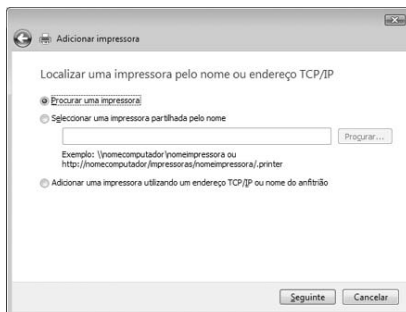 Adicionar impressora
Localizar uma impressora pelo nome ou endereço TCP/IP
Procurar uma impressora
Seleccionar uma impressora partilhada pelo nome
Procurar...
Exemplo: \\nomecomputador\nomeimpressora ou
http://nomecomputador/impressoras/nomeimpressora/.printer
Adicionar uma impressora utilizando um endereço TCP/IP ou nome do anfitrião
Seguinte
Cancelar